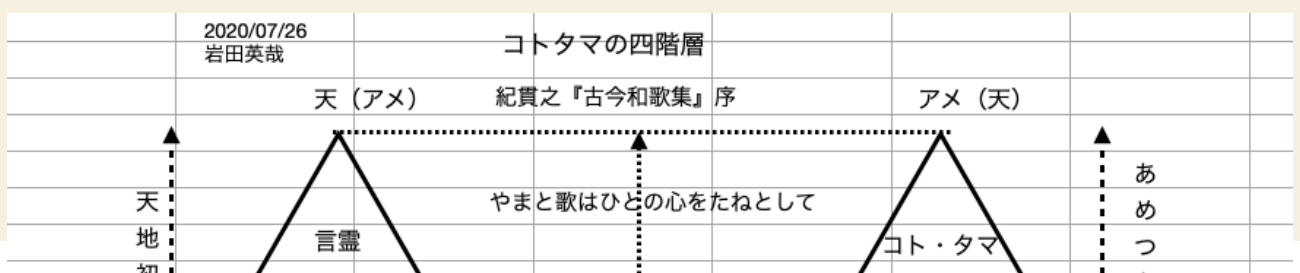 2020/07/26
岩田英哉
コトタマの四階層
天（アメ）
紀貫之『古今和歌集』序
アメ（天）
やまと歌はひとの心をたねとして
天地
言霊
コト・タマ
あめつ